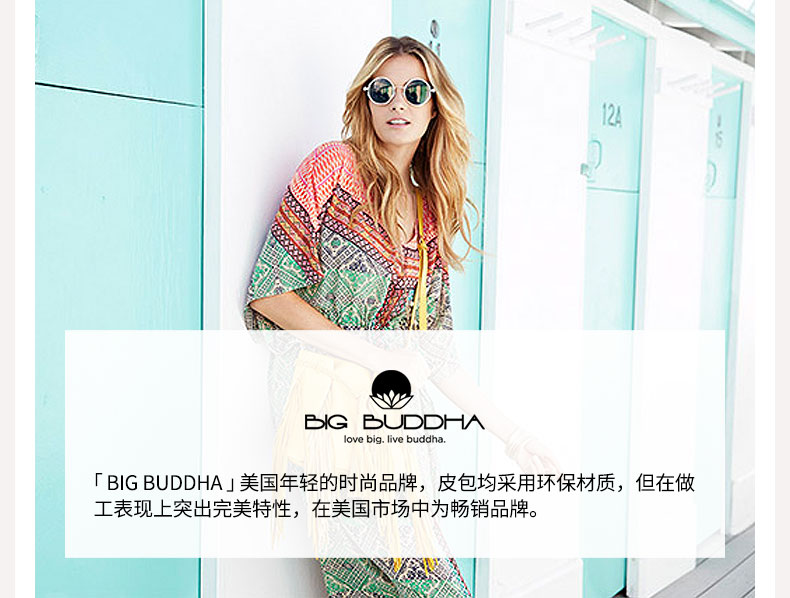 12A
15
BIG BUDDHA
love big. live buddha.
「 BIG BUDDHA 」美国年轻的时尚品牌，皮包均采用环保材质，但在做
工表现上突出完美特性，在美国市场中为畅销品牌。